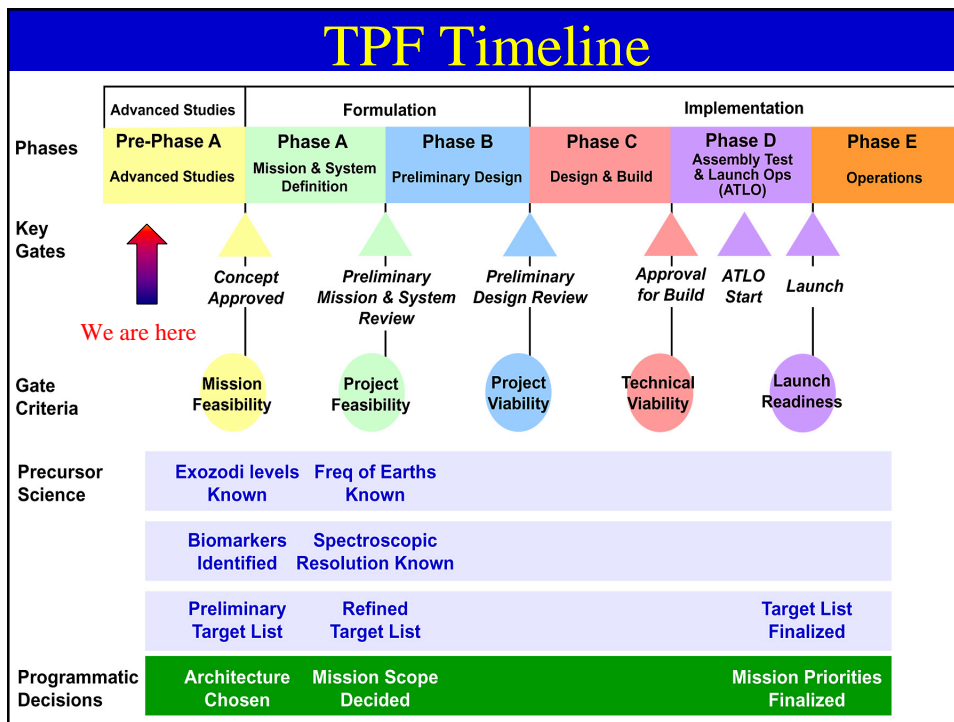 TPF Timeline
Advanced Studies
Formulation
Implementation
Phases
Pre-Phase A
Advanced Studies
Phase A
Mission & System
Definition
Phase B
Preliminary Design
Phase C
Design & Build
Phase D
Assembly Test
& Launch Ops
(ATLO)
Phase E
Operations
Key
Gates
Concept
Approved
Preliminary
Mission & System
Review
Preliminary
Design Review
Approval
for Build
ATLO
Start
Launch
We are here
Gate
Criteria
Mission
Feasibility
Project
Feasibility
Project
Viability
Technical
Viability
Launch
Readiness
Precursor
Science
Exozodi levels
Known
Freq of Earths
Known
Biomarkers
Identified
Spectroscopic
Resolution Known
Preliminary
Target List
Refined
Target List
Target List
Finalized
Programmatic
Decisions
Architecture
Chosen
Mission Scope
Decided
Mission Priorities
Finalized